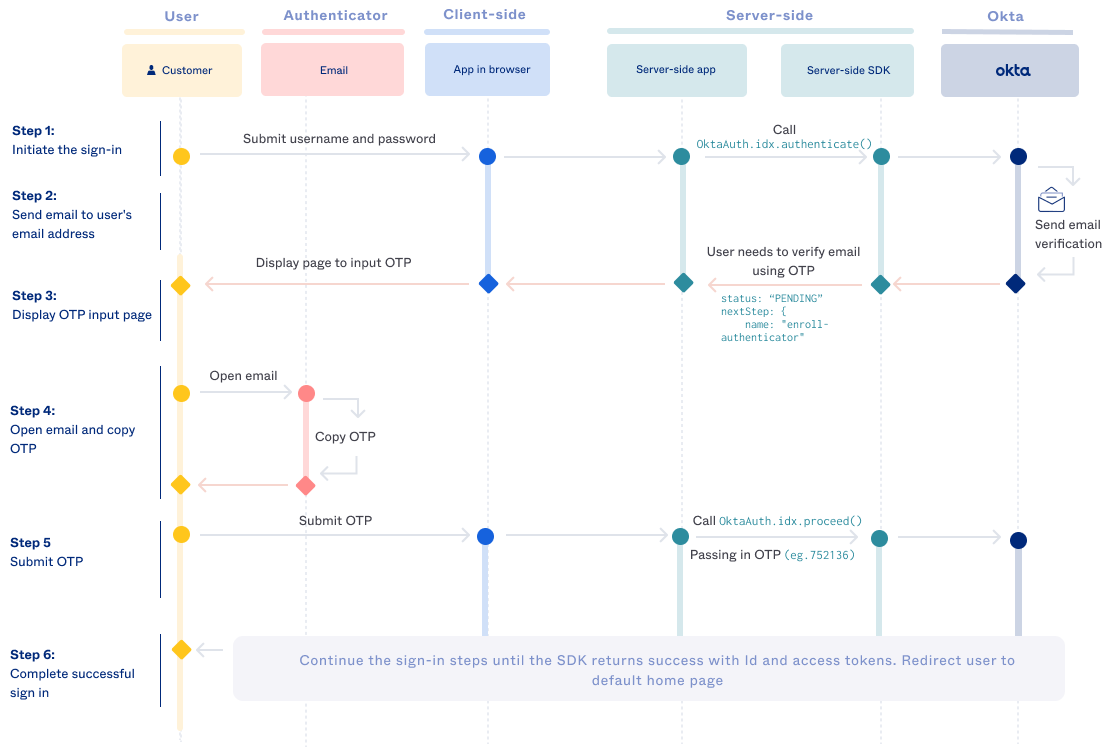 User
Authenticator
Client-side
Server-side
Okta
Customer
Email
App in browser
Server-side app
Server-side SDK
okta
Step 1:
Initiate the sign-in
Submit username and password
Call
OktaAuth.idx.authenticate()
Step 2:
Send email to user's
email address
Send email
verification
Step 3:
Display OTP input page
Display page to input OTP
User needs to verify email
using OTP
status: “PENDING”
nextStep: {
name: "enroll-
authenticator"
Step 4:
Open email and copy
OTP
Open email
Copy OTP
Step 5
Submit OTP
Submit OTP
Call OktaAuth.idx.proceed()
Passing in OTP (eg.752136)
Step 6:
Complete successful
sign in
Continue the sign-in steps until the SDK returns success with Id and access tokens. Redirect user to
default home page